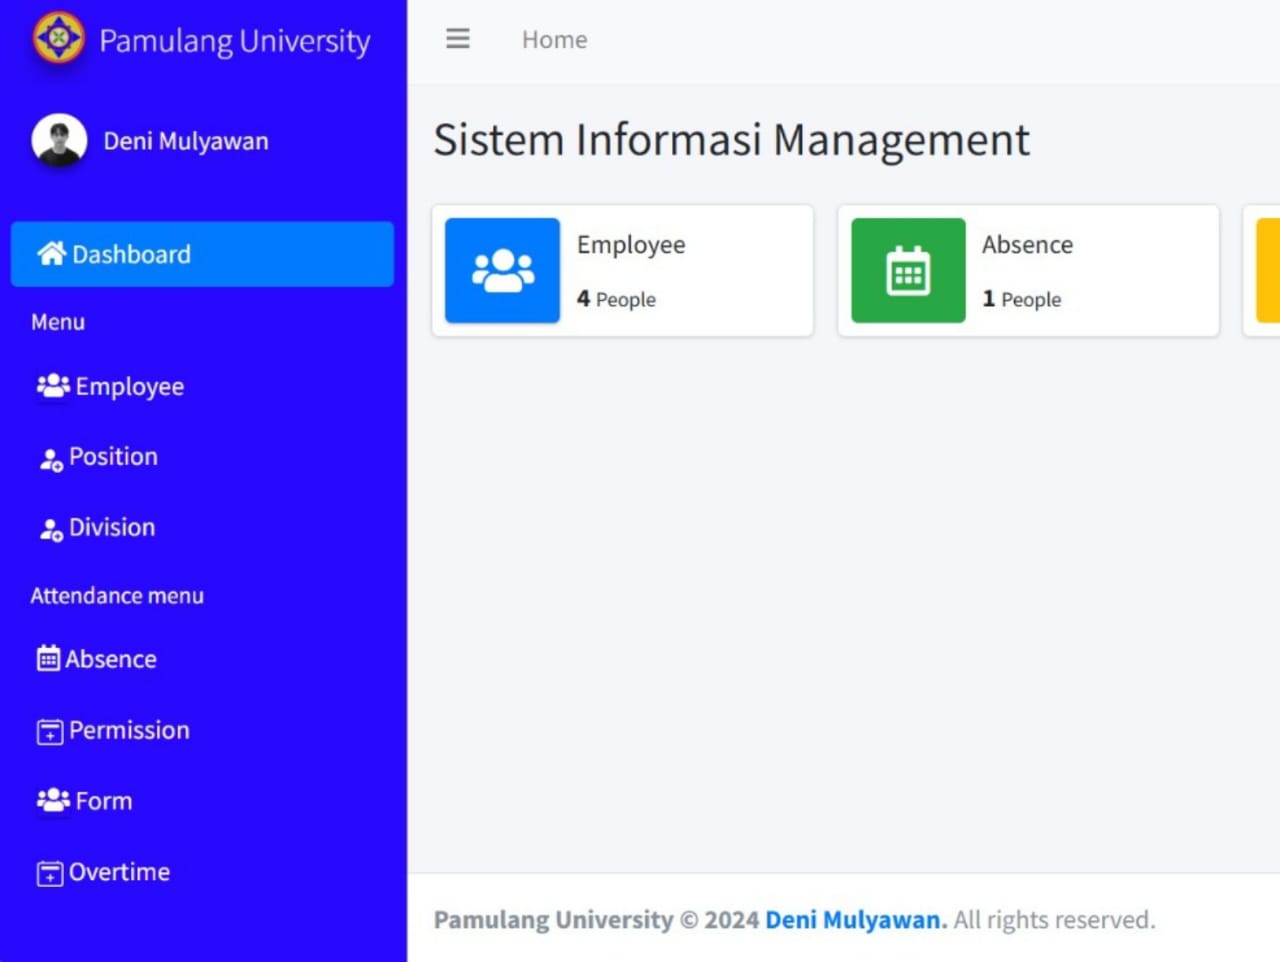 Pamulang University
Deni Mulyawan
Dashboard
Menu
Employee
Position
Division
Attendance menu
Absence
Permission
Form
Overtime
Home
Sistem Informasi Management
Employee
4 People
Absence
1 People
Pamulang University © 2024 Deni Mulyawan. All rights reserved.